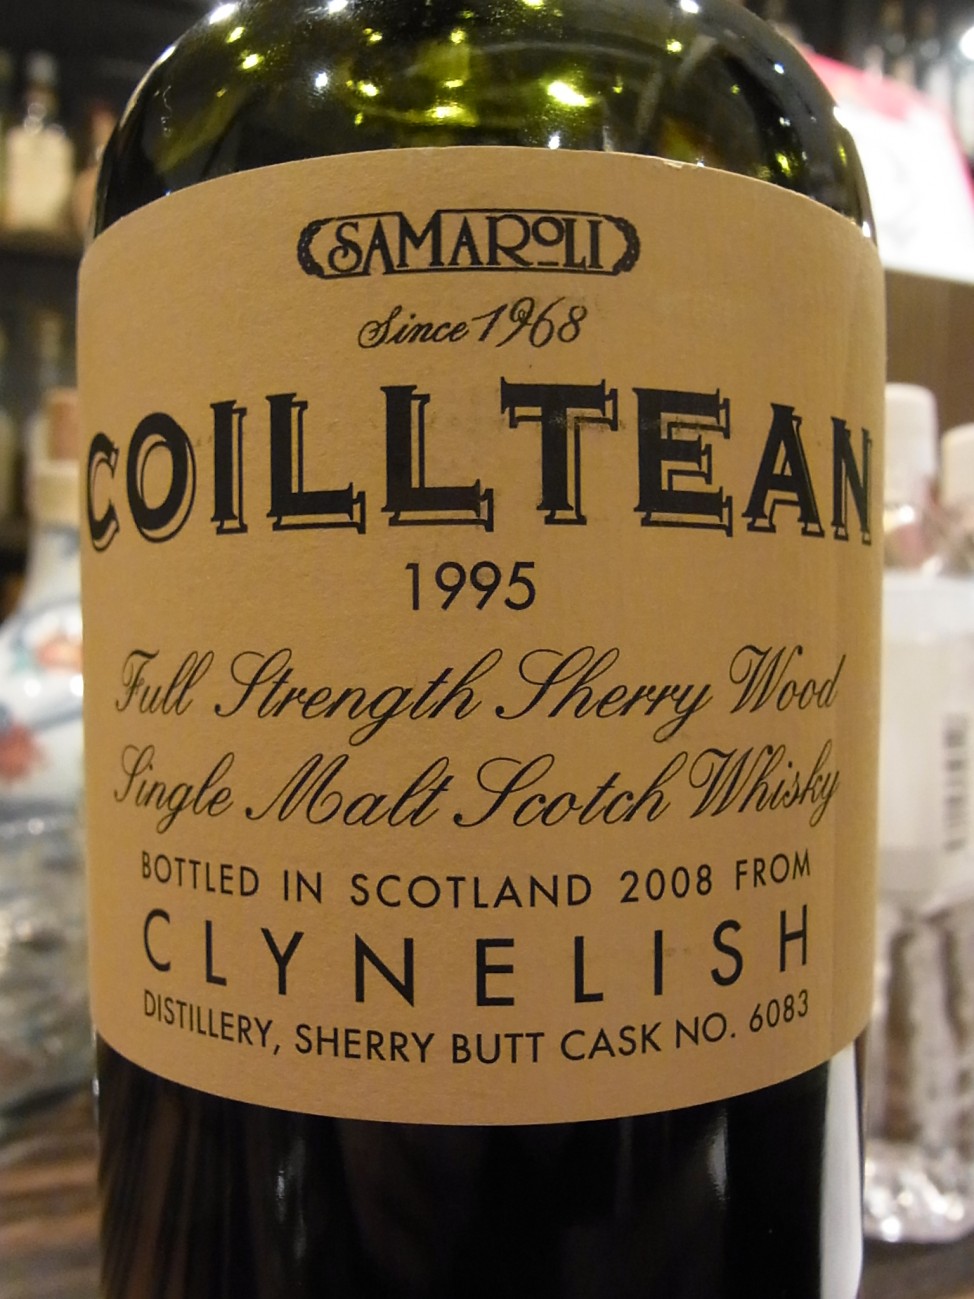 SAMAROLI
Since 1968
COILLTEAN
1995
Full Strength Sherry Wood
Single Malt Scotch Whisky
BOTTLED IN SCOTLAND 2008 FROM
CLYNELISH
DISTILLERY, SHERRY BUTT CASK NO. 6083